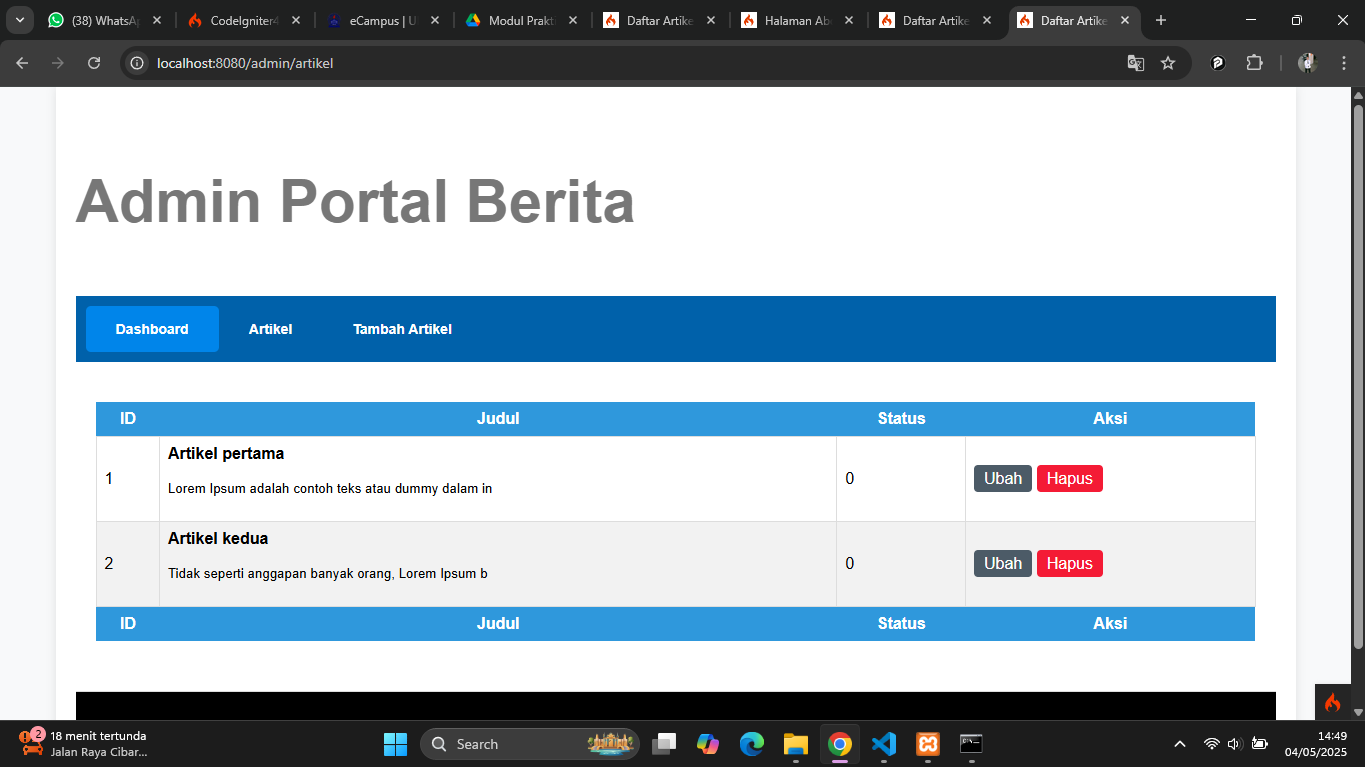 (38) WhatsA
CodeIgniter4
eCampus | U
Modul Prakti
Daftar Artike
Halaman Ab
Daftar Artike
Daftar Artike
localhost:8080/admin/artikel
Admin Portal Berita
Dashboard
Artikel
Tambah Artikel
ID Judul Status Aksi
Artikel pertama
1 0 Ubah Hapus
Lorem Ipsum adalah contoh teks atau dummy dalam in
Artikel kedua
2 0 Ubah Hapus
Tidak seperti anggapan banyak orang, Lorem Ipsum b
ID Judul Status Aksi
2
18 menit tertunda
Jalan Raya Cibar...
Search
14:49
04/05/2025